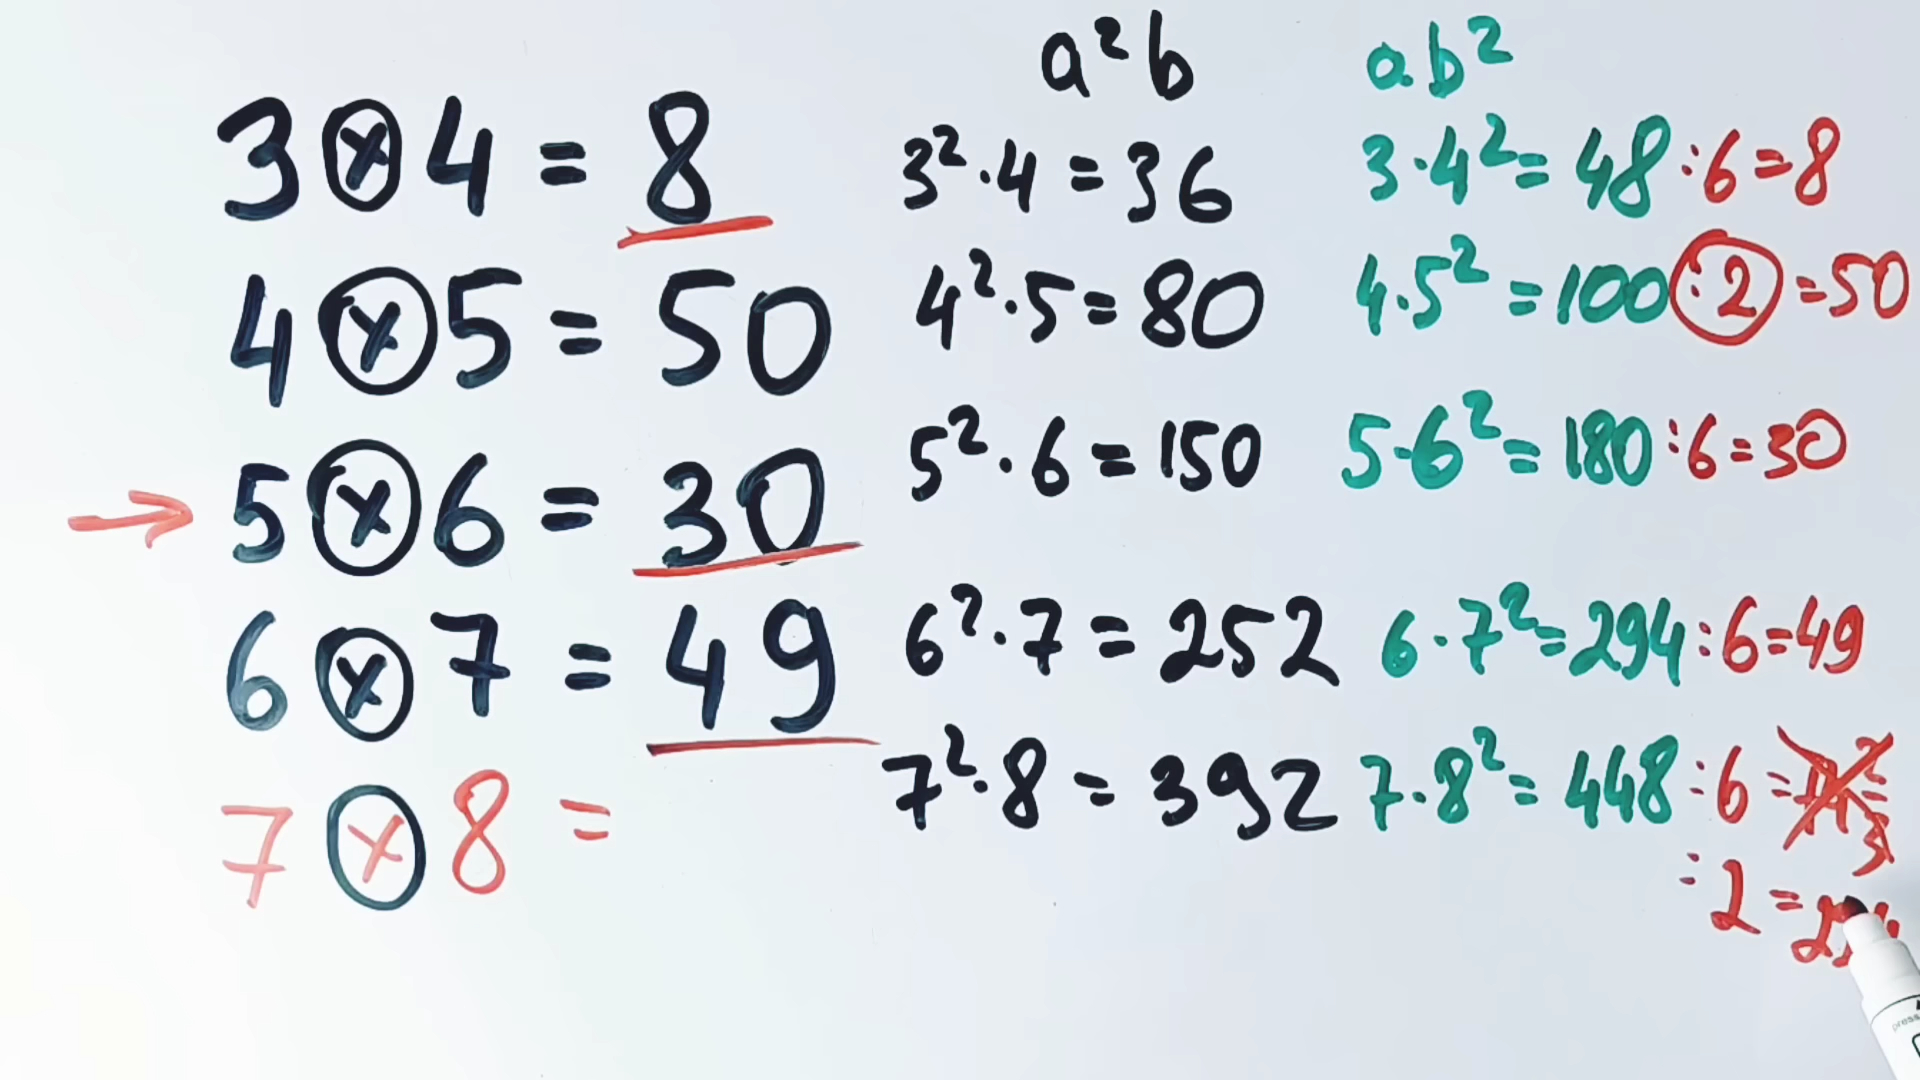 a²b ab²
3 ⊗ 4 = 8 3²·4 = 36 3·4² = 48 :6=8
4 ⊗ 5 = 50 4²·5 = 80 4·5² = 100 :2 =50
5 ⊗ 6 = 30 5²·6 = 150 5·6² = 180 :6=30
6 ⊗ 7 = 49 6²·7 = 252 6·7² = 294 :6=49
7 ⊗ 8 = 7²·8 = 392 7·8² = 448 :6 =
:2 =
press